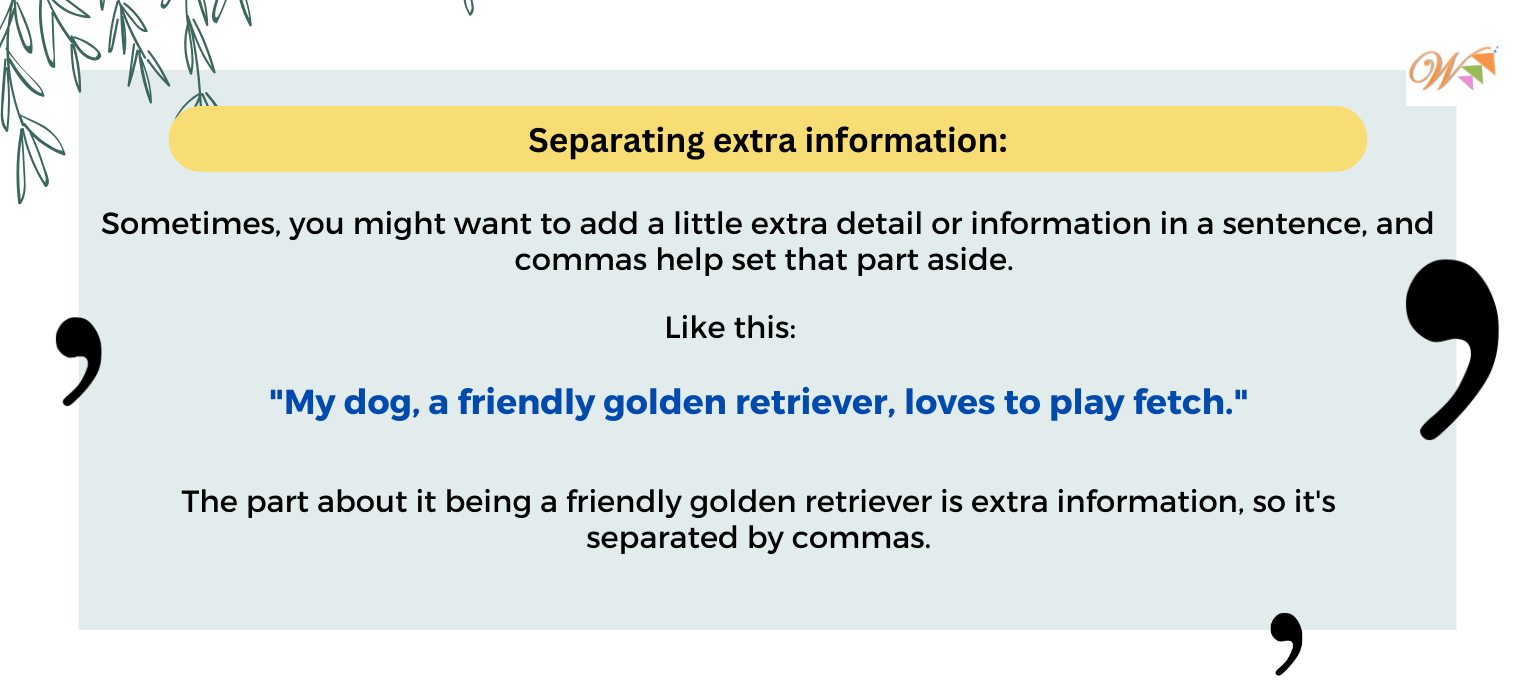 W
Separating extra information:
Sometimes, you might want to add a little extra detail or information in a sentence, and
commas help set that part aside.
Like this:
"My dog, a friendly golden retriever, loves to play fetch."
The part about it being a friendly golden retriever is extra information, so it's
separated by commas.